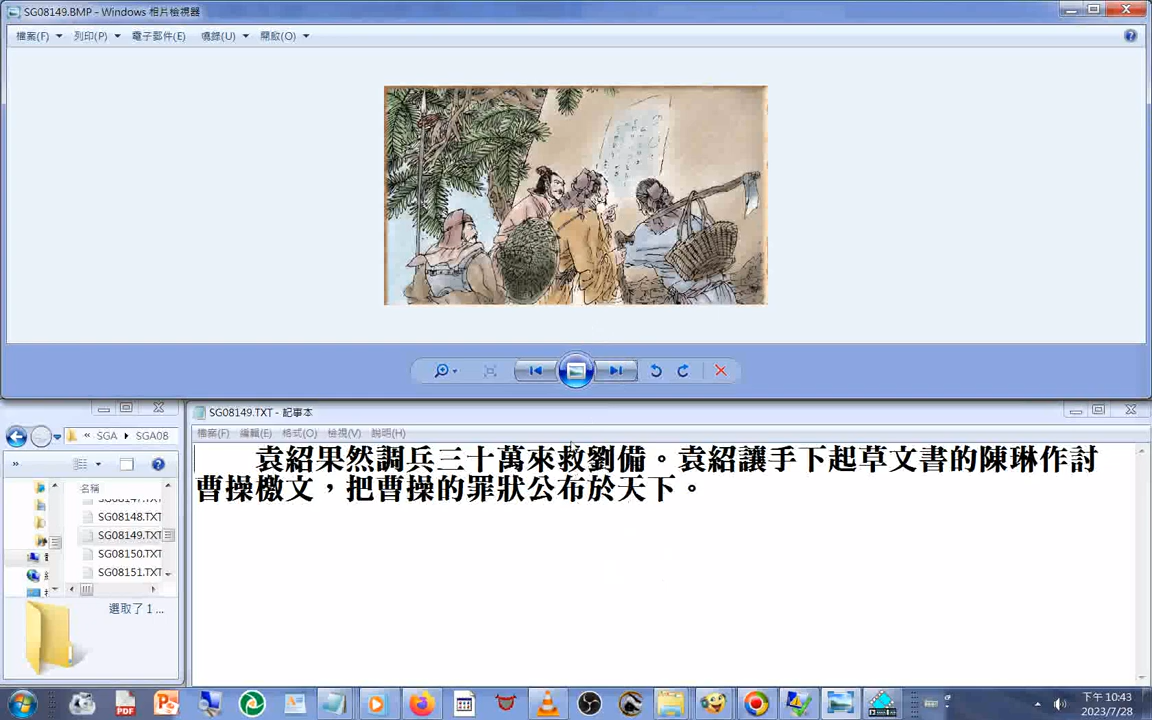 SG08149.BMP - Windows 相片檢視器
檔案(F) 列印(P) 電子郵件(E) 燒錄(U) 開啟(O)
« SGA ▸ SGA08
»
名稱
SG08147.TXT
SG08148.TXT
SG08149.TXT
SG08150.TXT
SG08151.TXT
選取了 1 ...
SG08149.TXT - 記事本
檔案(F) 編輯(E) 格式(O) 檢視(V) 說明(H)
袁紹果然調兵三十萬來救劉備。袁紹讓手下起草文書的陳琳作討
曹操檄文，把曹操的罪狀公布於天下。
PDF
下午 10:43
2023/7/28